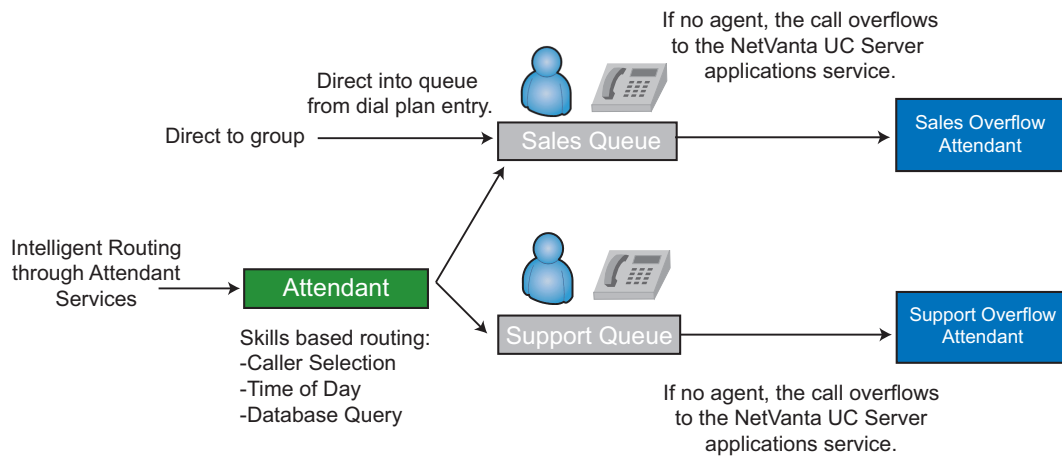 If no agent, the call overflows
to the NetVanta UC Server
applications service.
Direct into queue
from dial plan entry.
Direct to group
Sales Queue
Sales Overflow
Attendant
Intelligent Routing
through Attendant
Services
Attendant
Skills based routing:
-Caller Selection
-Time of Day
-Database Query
Support Queue
Support Overflow
Attendant
If no agent, the call overflows
to the NetVanta UC Server
applications service.